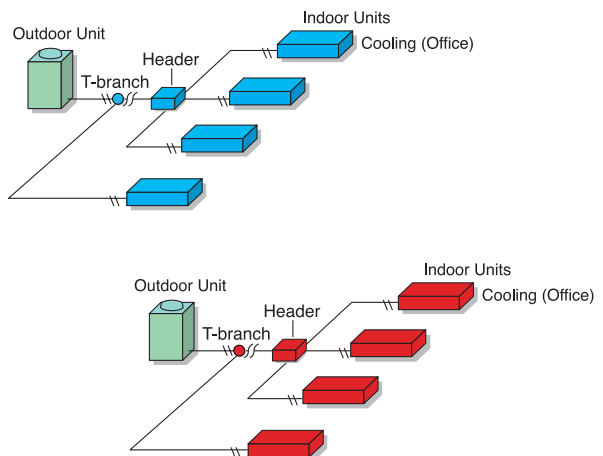 Indoor Units
Outdoor Unit
Cooling (Office)
Header
T-branch
Indoor Units
Outdoor Unit
Cooling (Office)
Header
T-branch